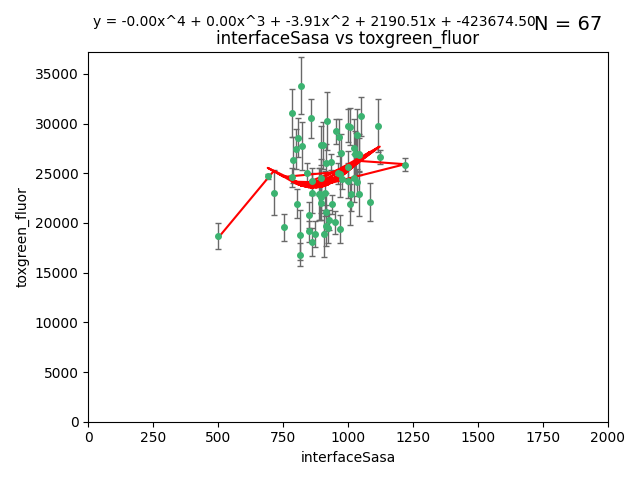 y = -0.00x^4 + 0.00x^3 + -3.91x^2 + 2190.51x + -423674.50
N = 67
interfaceSasa vs toxgreen_fluor
35000
30000
25000
20000
15000
10000
5000
0
toxgreen_fluor
0 250 500 750 1000 1250 1500 1750 2000
interfaceSasa